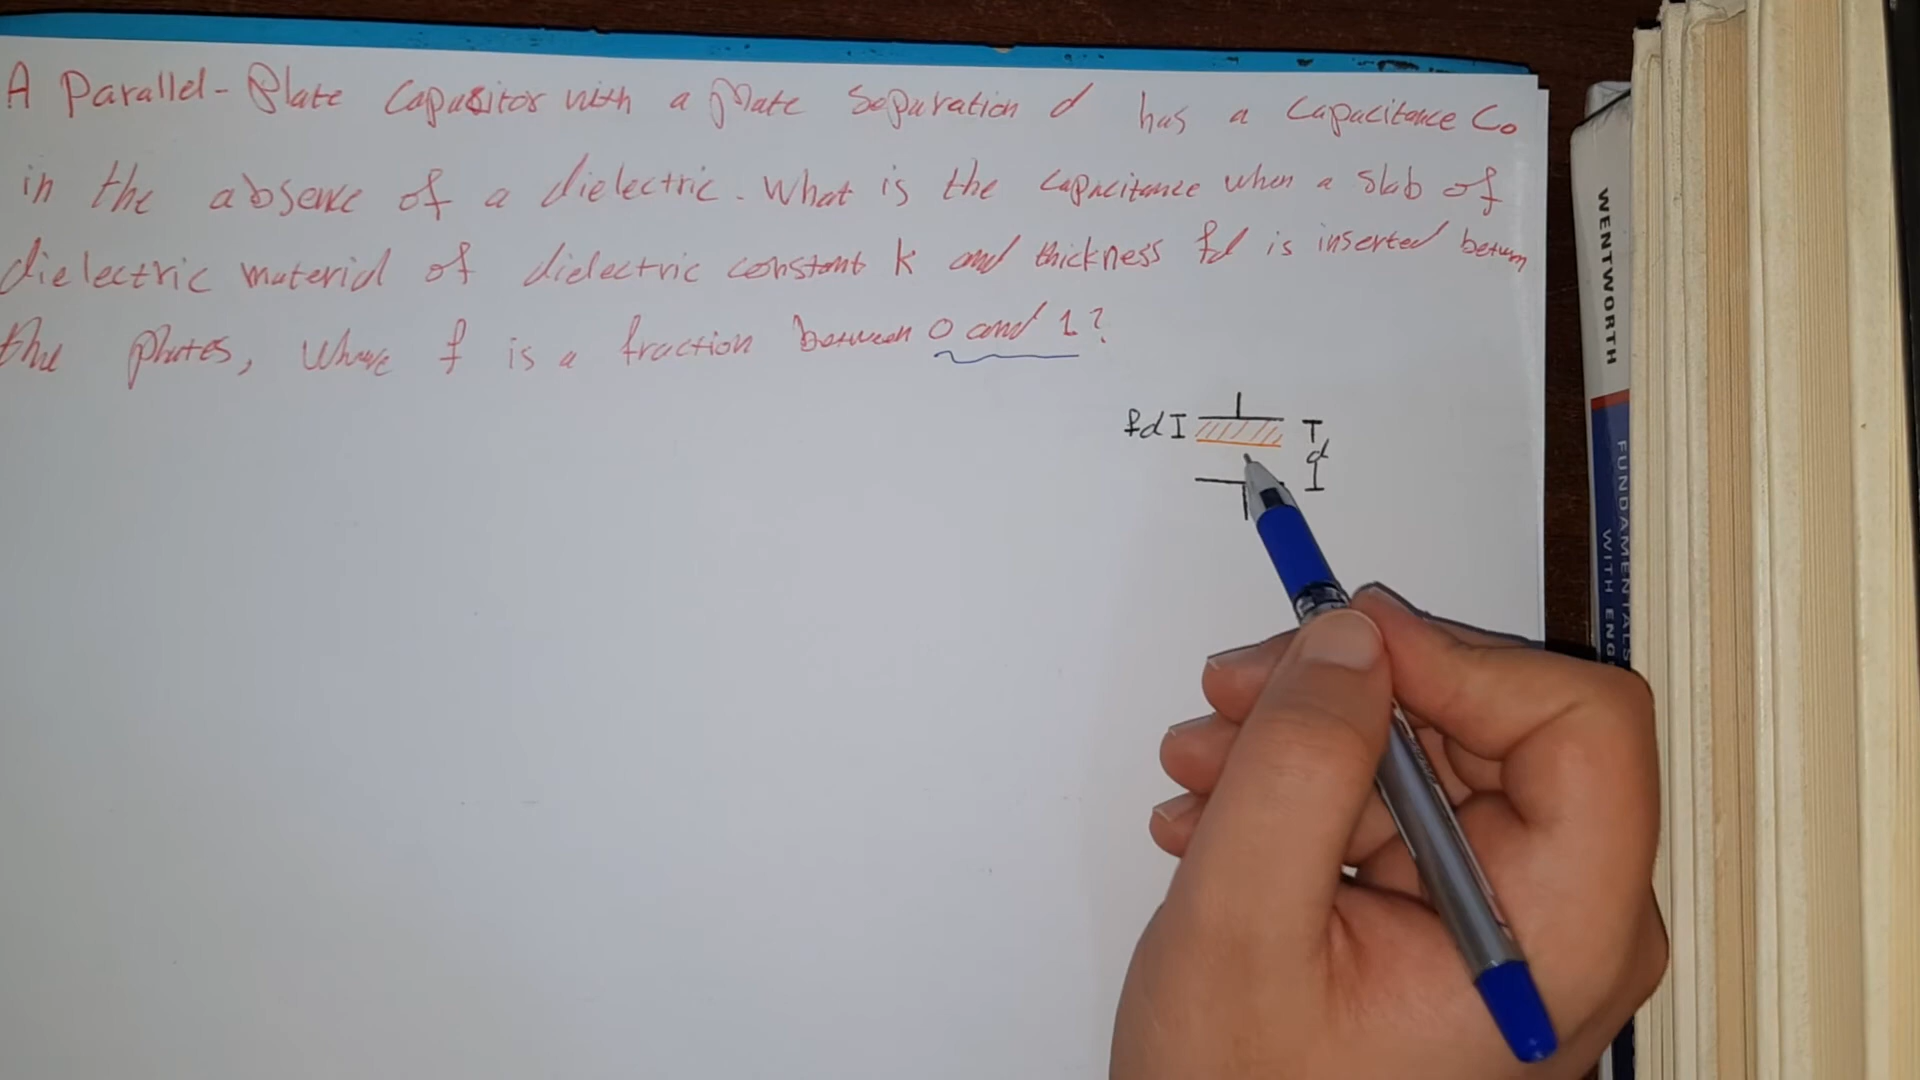 A Parallel-Plate Capacitor with a Plate Separation d has a Capacitance Co
in the absence of a dielectric. What is the capacitance when a slab of
dielectric material of dielectric constant k and thickness fd is inserted between
the plates, where f is a fraction between 0 and 1?
fd
d
WENTWORTH
FUNDAMENTALS
WITH ENG